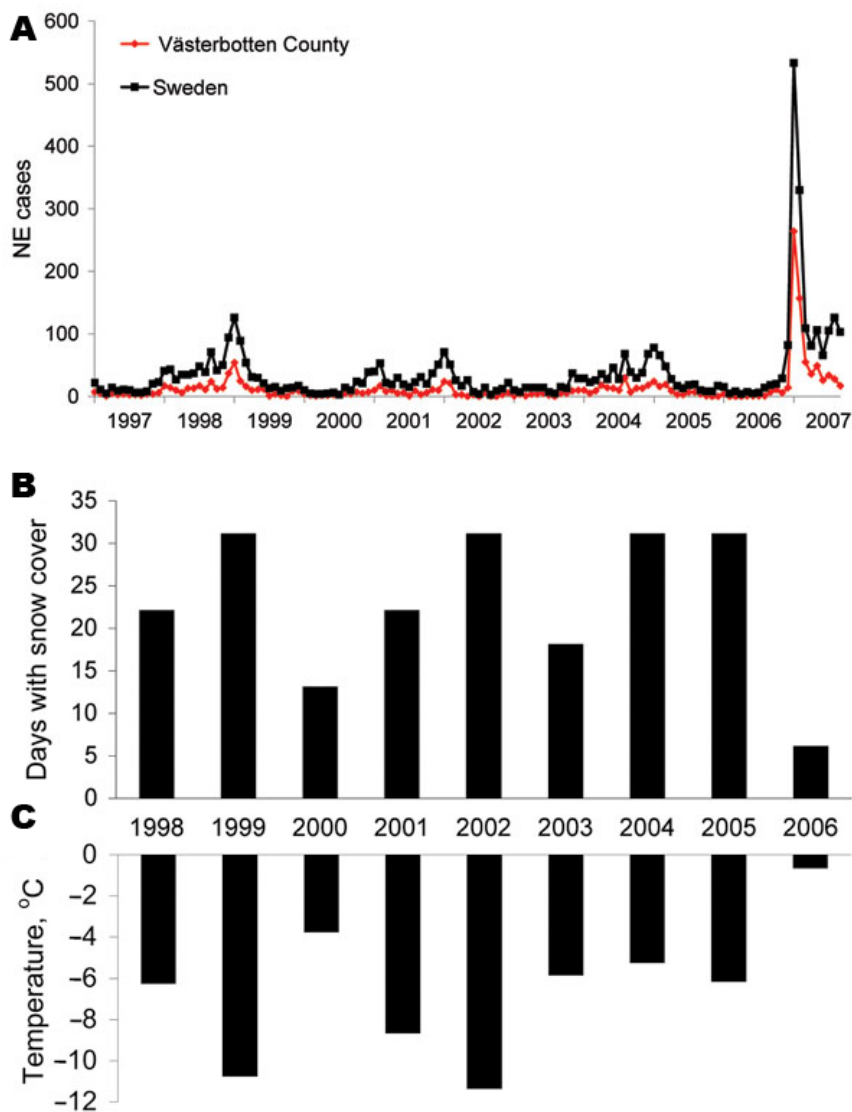 A
600
500
400
300
200
100
0
NE cases
Västerbotten County
Sweden
1997 1998 1999 2000 2001 2002 2003 2004 2005 2006 2007
B
35
30
25
20
15
10
5
0
Days with snow cover
C
1998 1999 2000 2001 2002 2003 2004 2005 2006
0
−2
−4
−6
−8
−10
−12
Temperature, °C